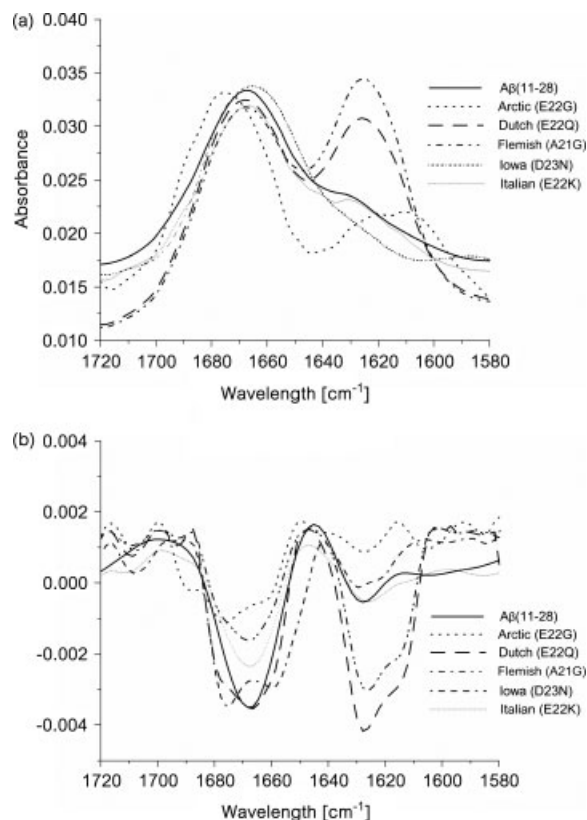 (a)
0.040
0.035
0.030
0.025
0.020
0.015
0.010
Absorbance
Aβ(11-28)
Arctic (E22G)
Dutch (E22Q)
Flemish (A21G)
Iowa (D23N)
Italian (E22K)
1720 1700 1680 1660 1640 1620 1600 1580
Wavelength [cm⁻¹]
(b)
0.004
0.002
0.000
-0.002
-0.004
Aβ(11-28)
Arctic (E22G)
Dutch (E22Q)
Flemish (A21G)
Iowa (D23N)
Italian (E22K)
1720 1700 1680 1660 1640 1620 1600 1580
Wavelength [cm⁻¹]